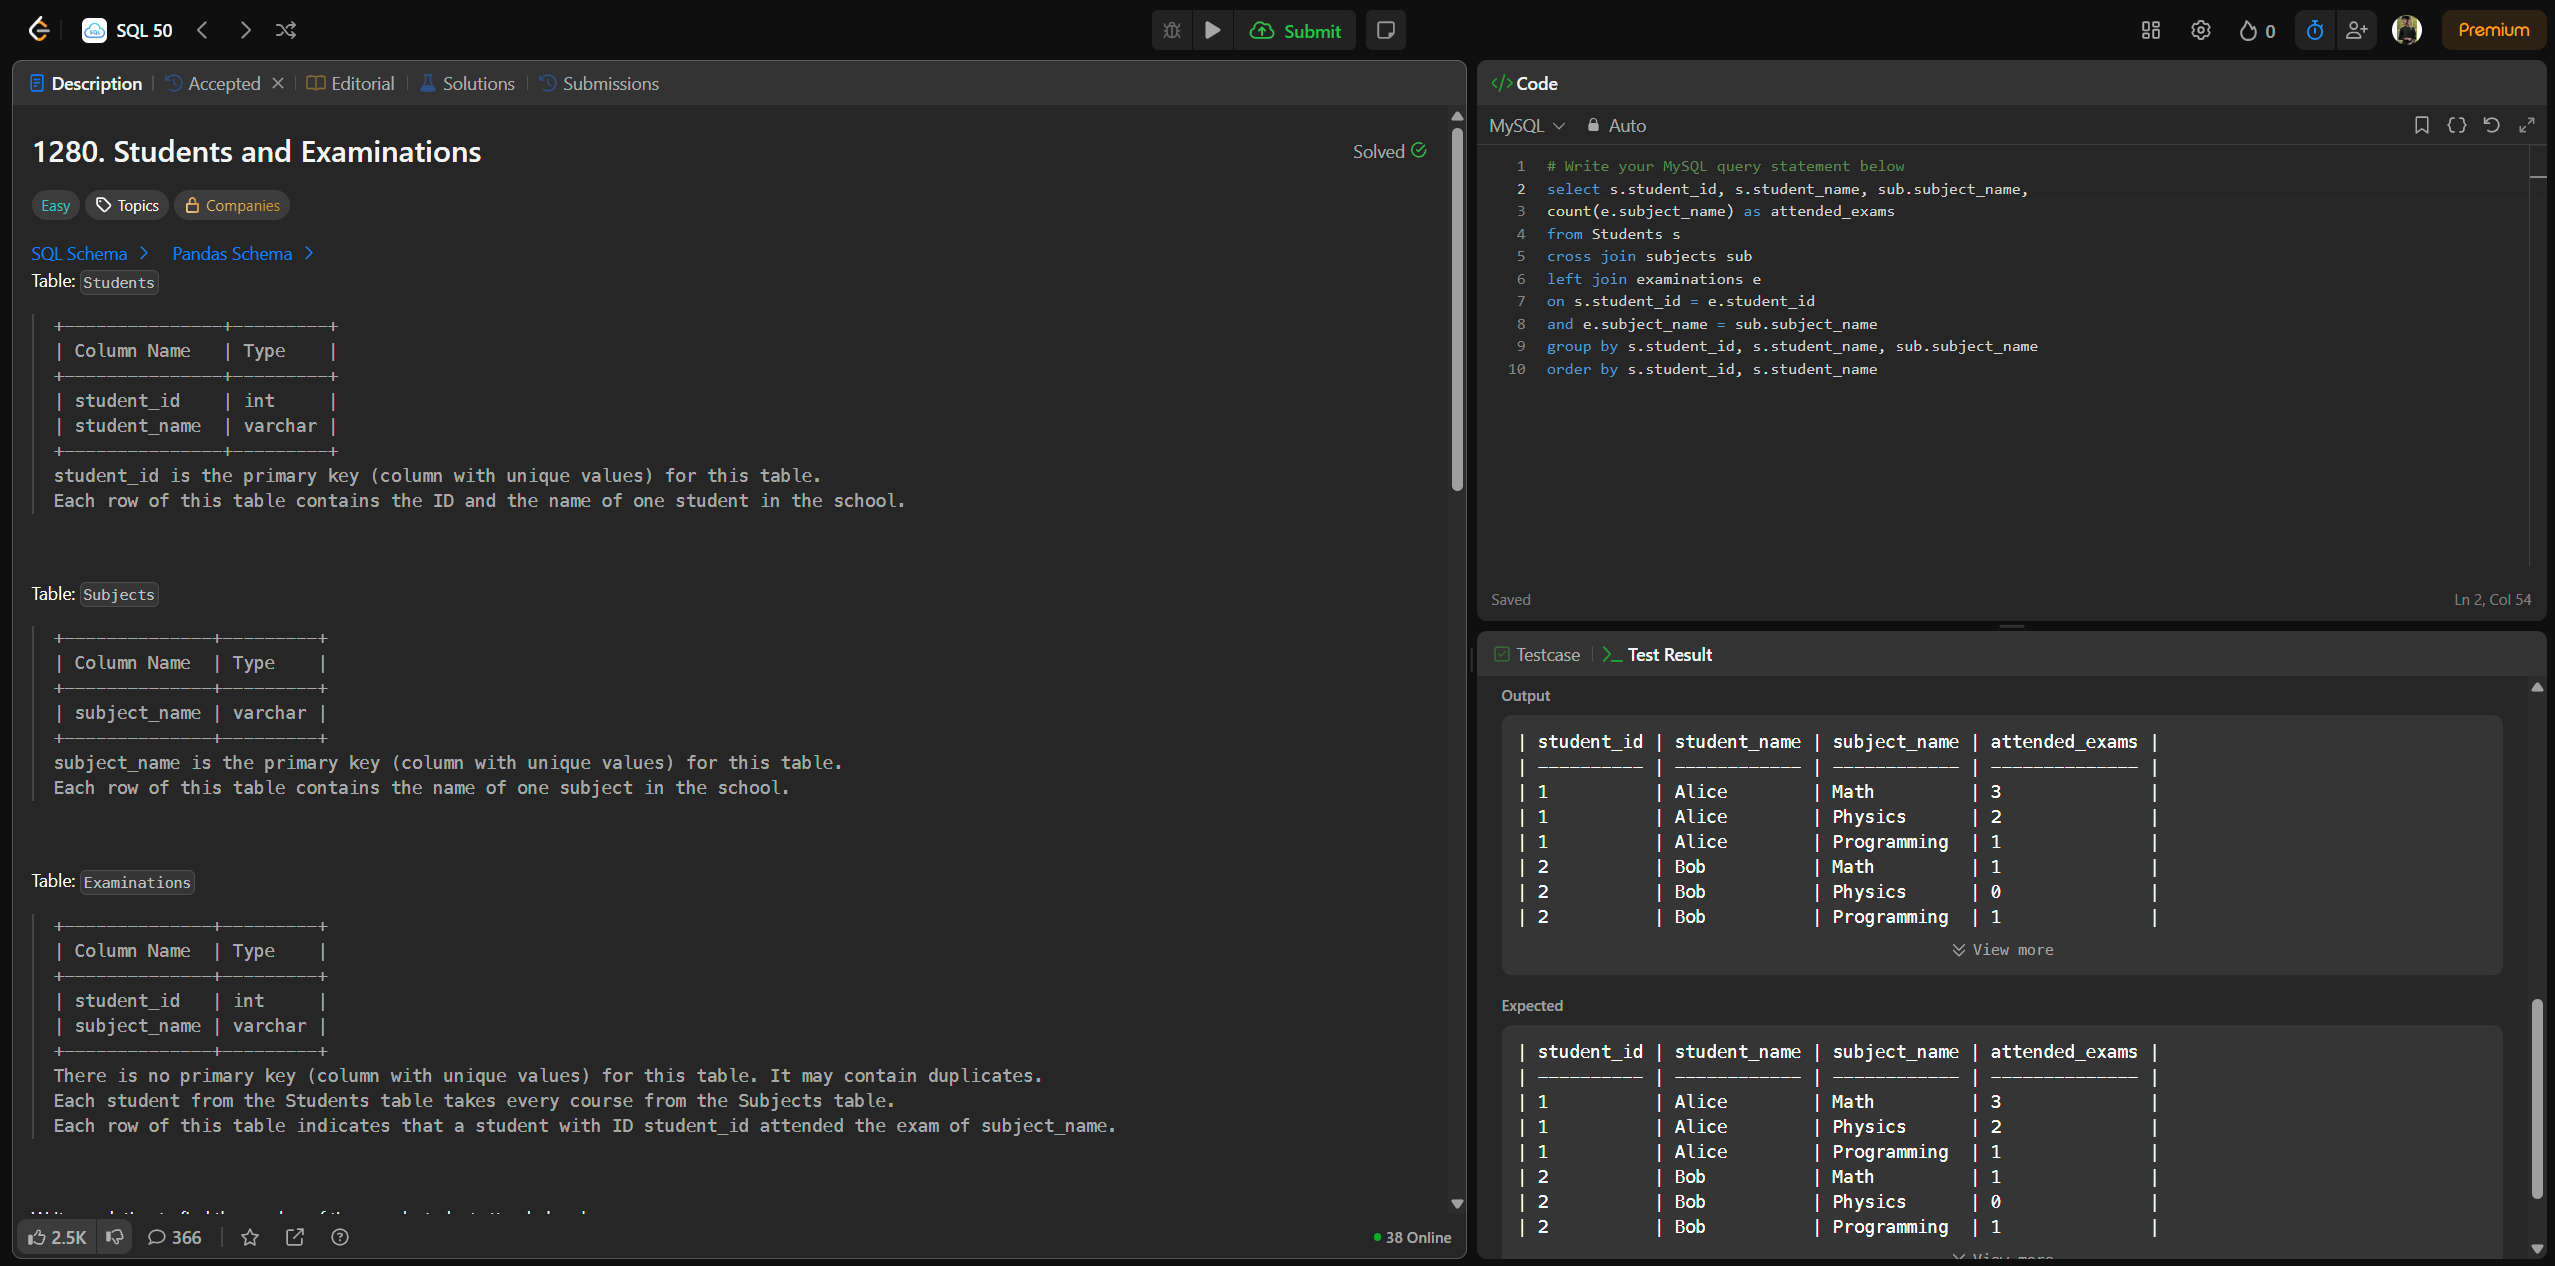 SQL 50
Submit
0
Premium
Description
Accepted
Editorial
Solutions
Submissions
1280. Students and Examinations
Solved
Easy
Topics
Companies
SQL Schema
Pandas Schema
Table: Students
+---------------+---------+
| Column Name   | Type    |
+---------------+---------+
| student_id    | int     |
| student_name  | varchar |
+---------------+---------+
student_id is the primary key (column with unique values) for this table.
Each row of this table contains the ID and the name of one student in the school.
Table: Subjects
+--------------+---------+
| Column Name  | Type    |
+--------------+---------+
| subject_name | varchar |
+--------------+---------+
subject_name is the primary key (column with unique values) for this table.
Each row of this table contains the name of one subject in the school.
Table: Examinations
+--------------+---------+
| Column Name  | Type    |
+--------------+---------+
| student_id   | int     |
| subject_name | varchar |
+--------------+---------+
There is no primary key (column with unique values) for this table. It may contain duplicates.
Each student from the Students table takes every course from the Subjects table.
Each row of this table indicates that a student with ID student_id attended the exam of subject_name.
2.5K
366
38 Online
</> Code
MySQL
Auto
1 # Write your MySQL query statement below
2 select s.student_id, s.student_name, sub.subject_name,
3 count(e.subject_name) as attended_exams
4 from Students s
5 cross join subjects sub
6 left join examinations e
7 on s.student_id = e.student_id
8 and e.subject_name = sub.subject_name
9 group by s.student_id, s.student_name, sub.subject_name
10 order by s.student_id, s.student_name
Saved
Ln 2, Col 54
Testcase
Test Result
Output
| student_id | student_name | subject_name | attended_exams |
| ---------- | ------------ | ------------ | -------------- |
| 1          | Alice        | Math         | 3              |
| 1          | Alice        | Physics      | 2              |
| 1          | Alice        | Programming  | 1              |
| 2          | Bob          | Math         | 1              |
| 2          | Bob          | Physics      | 0              |
| 2          | Bob          | Programming  | 1              |
View more
Expected
| student_id | student_name | subject_name | attended_exams |
| ---------- | ------------ | ------------ | -------------- |
| 1          | Alice        | Math         | 3              |
| 1          | Alice        | Physics      | 2              |
| 1          | Alice        | Programming  | 1              |
| 2          | Bob          | Math         | 1              |
| 2          | Bob          | Physics      | 0              |
| 2          | Bob          | Programming  | 1              |
View more